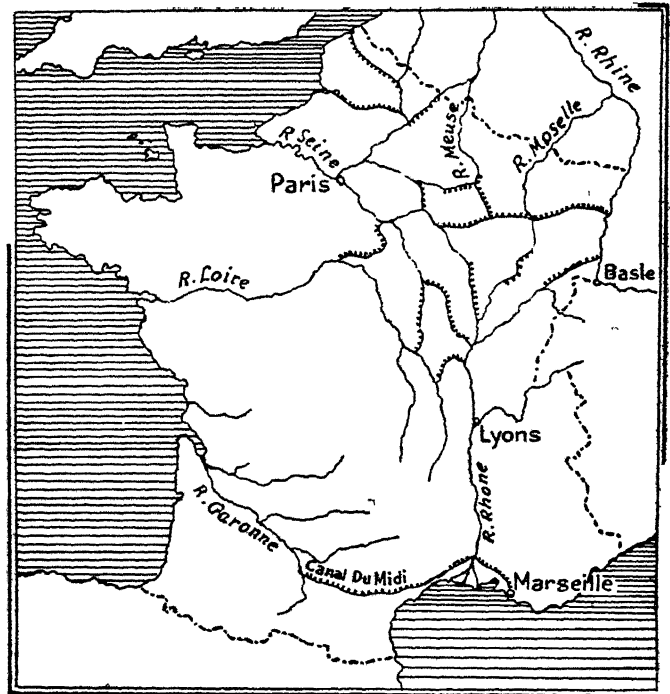 R. Rhine
R. Meuse
R. Moselle
R. Seine
Paris
R. Loire
Basle
Lyons
R. Rhone
R. Garonne
Canal Du Midi
Marseille